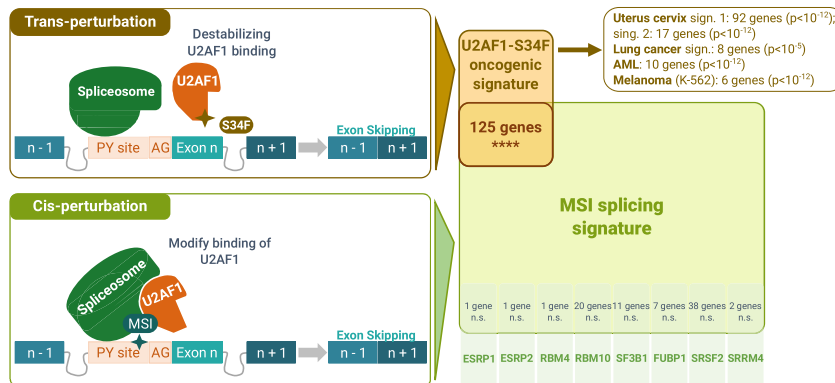 Trans-perturbation
Destabilizing
U2AF1 binding
U2AF1
Spliceosome
S34F
Exon Skipping
n - 1
PY site
AG
Exon n
n + 1
n - 1
n + 1
U2AF1-S34F
oncogenic
signature
125 genes
****
Uterus cervix sign. 1: 92 genes (p<10-12);
sing. 2: 17 genes (p<10-12)
Lung cancer sign.: 8 genes (p<10-5)
AML: 10 genes (p<10-12)
Melanoma (K-562): 6 genes (p<10-12)
Cis-perturbation
Modify binding of
U2AF1
Spliceosome
U2AF1
MSI
Exon Skipping
n - 1
PY site
AG
Exon n
n + 1
n - 1
n + 1
MSI splicing
signature
1 gene
n.s.
1 gene
n.s.
1 gene
n.s.
20 genes
n.s.
11 genes
n.s.
7 genes
n.s.
38 genes
n.s.
2 genes
n.s.
ESRP1
ESRP2
RBM4
RBM10
SF3B1
FUBP1
SRSF2
SRRM4